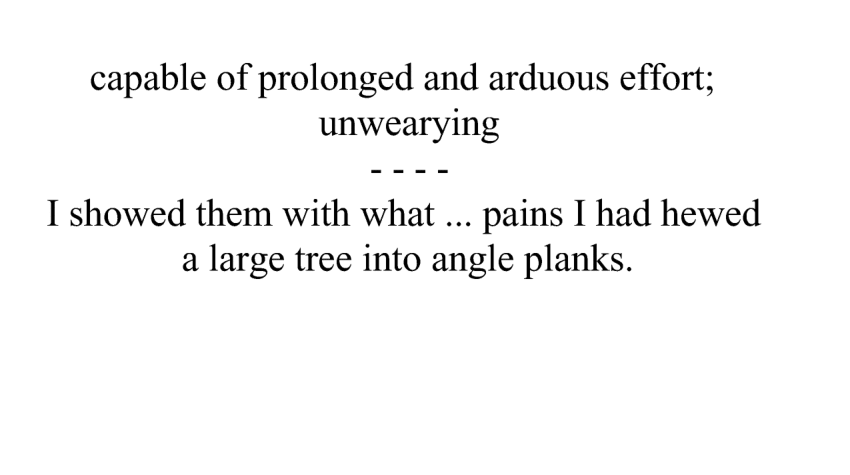 capable of prolonged and arduous effort;
unwearying
- - - -
I showed them with what ... pains I had hewed
a large tree into angle planks.